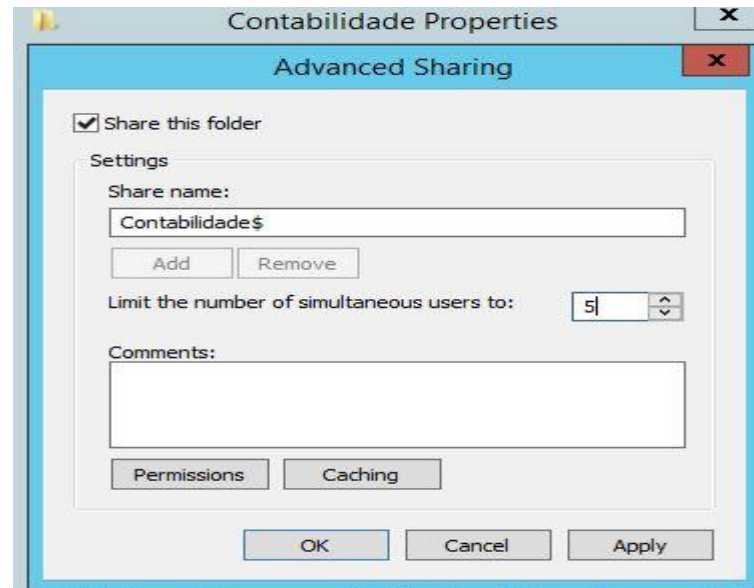 Contabilidade Properties
Advanced Sharing
Share this folder
Settings
Share name:
Contabilidade$
Add Remove
Limit the number of simultaneous users to: 5
Comments:
Permissions Caching
OK Cancel Apply